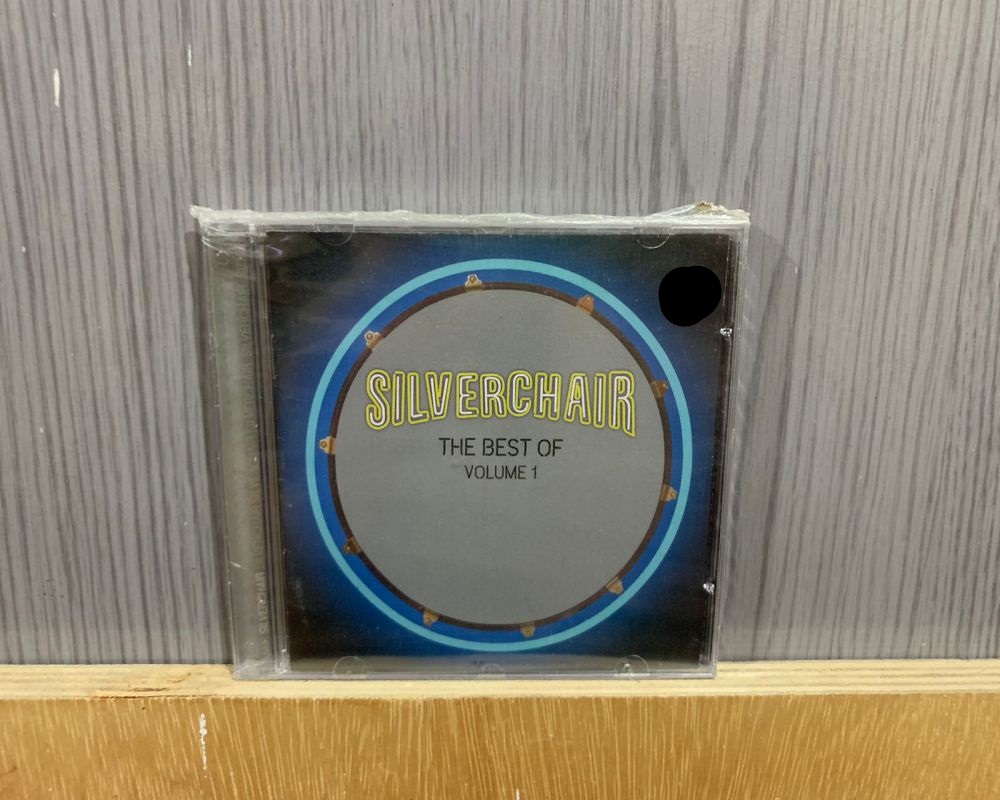 SILVERCHAIR
THE BEST OF
VOLUME 1
SILVERCHAIR